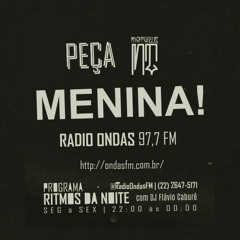 PEÇA
MENINA!
RADIO ONDAS 97,7 FM
http://ondasfm.com.br/
PROGRAMA
@RadioOndasFM | (22) 2647-5171
RITMOS DA NOITE
com DJ Flávio Caburé
SEG a SEX | 22:00 às 00:00